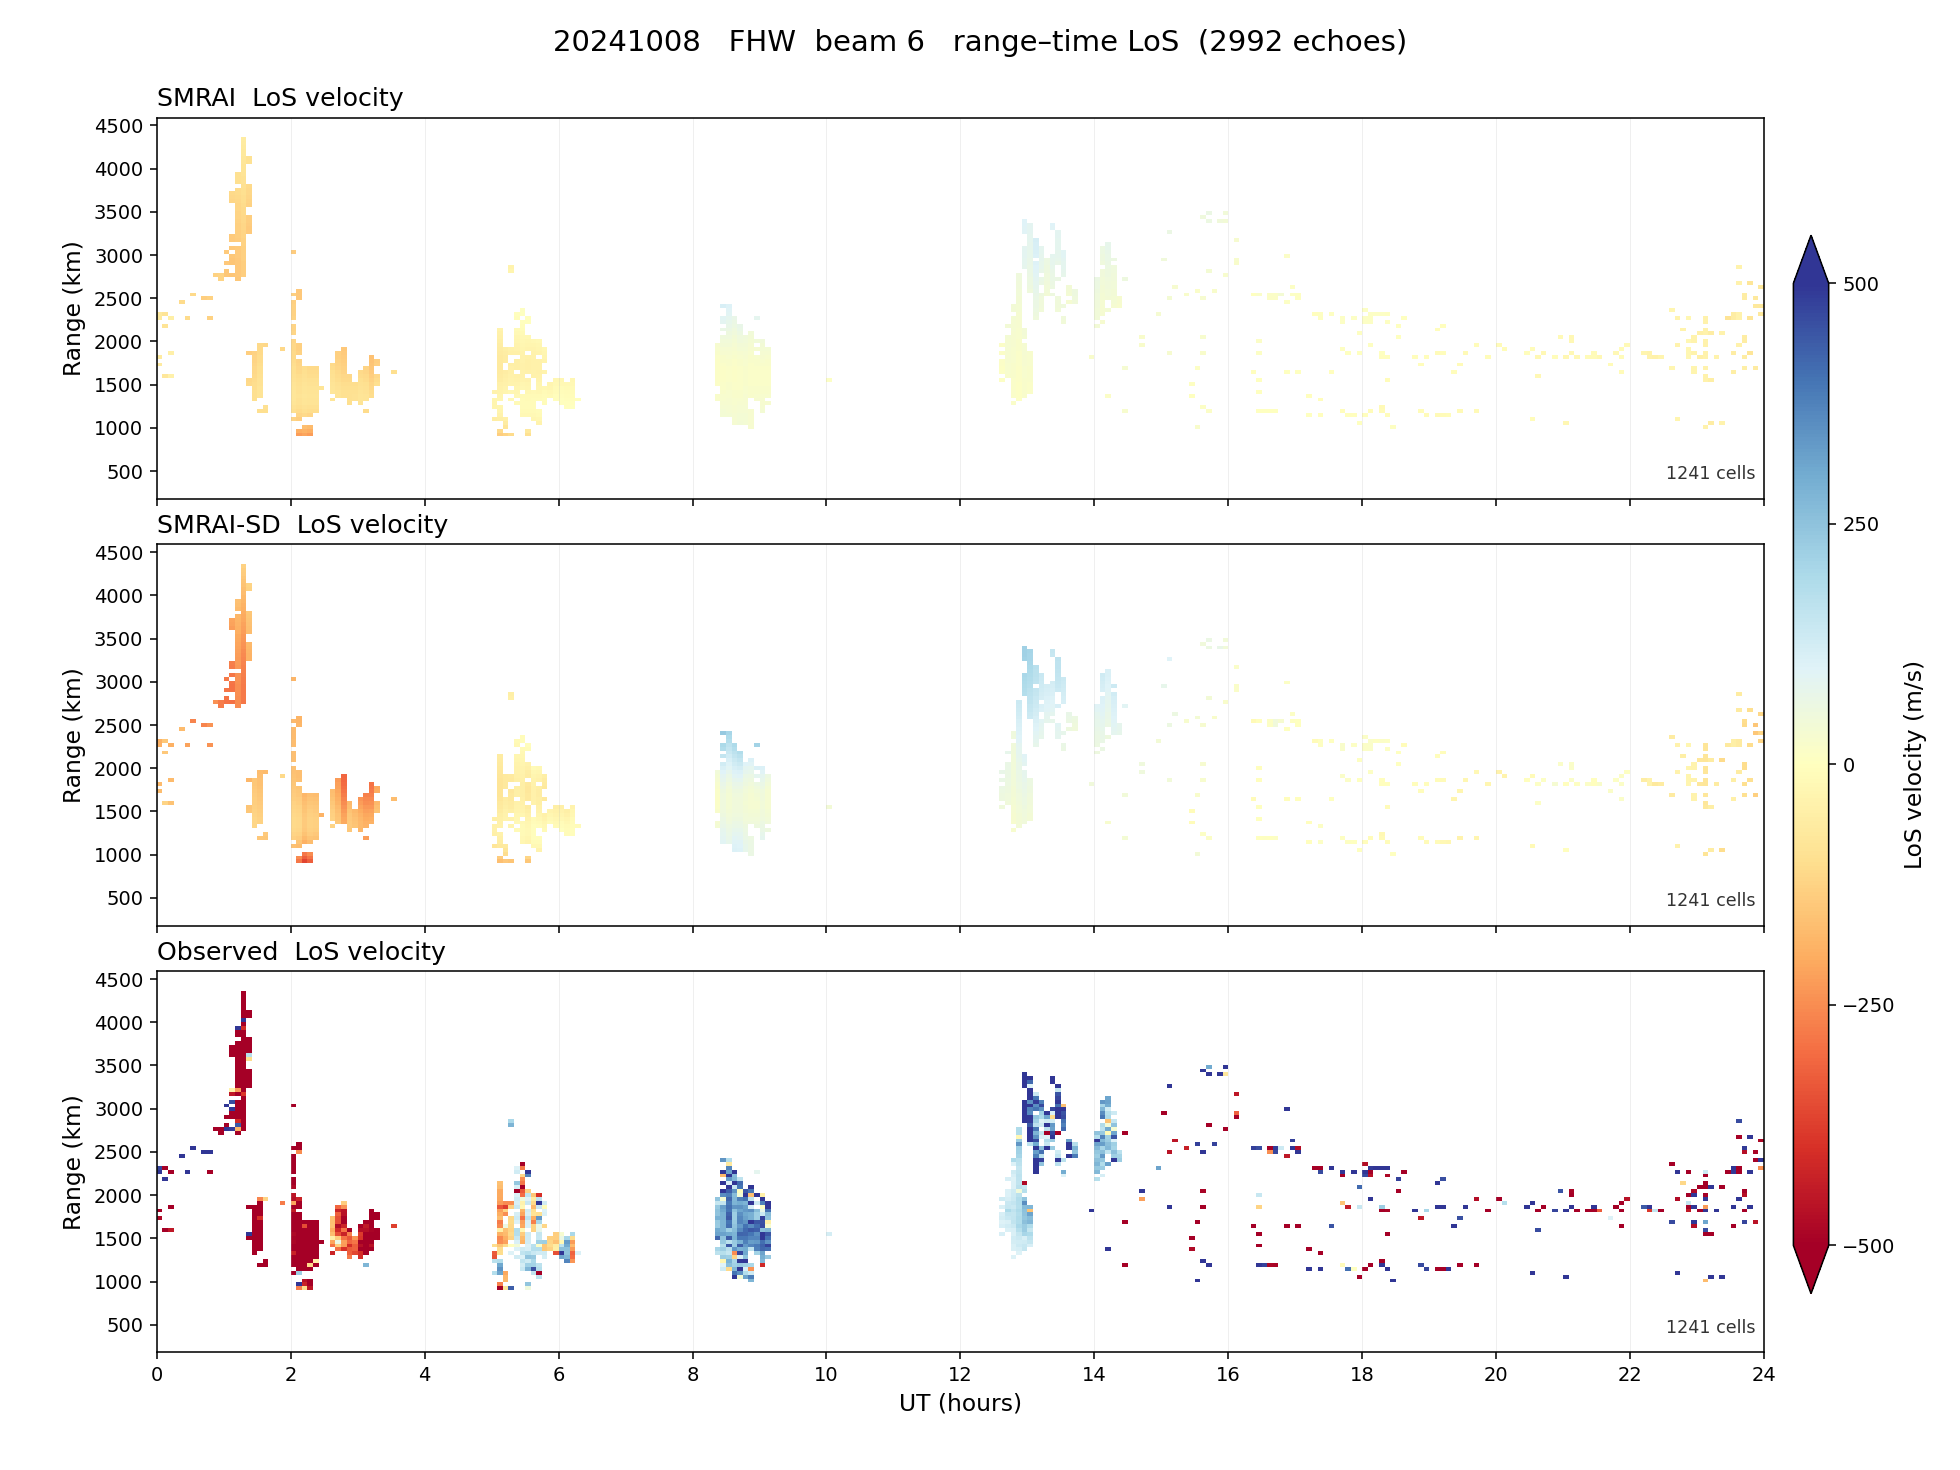 20241008   FHW  beam 6   range–time LoS  (2992 echoes)
SMRAI  LoS velocity
4500
4000
3500
3000
2500
2000
1500
1000
500
Range (km)
1241 cells
SMRAI-SD  LoS velocity
4500
4000
3500
3000
2500
2000
1500
1000
500
Range (km)
1241 cells
Observed  LoS velocity
4500
4000
3500
3000
2500
2000
1500
1000
500
Range (km)
1241 cells
0 2 4 6 8 10 12 14 16 18 20 22 24
UT (hours)
500
250
0
−250
−500
LoS velocity (m/s)